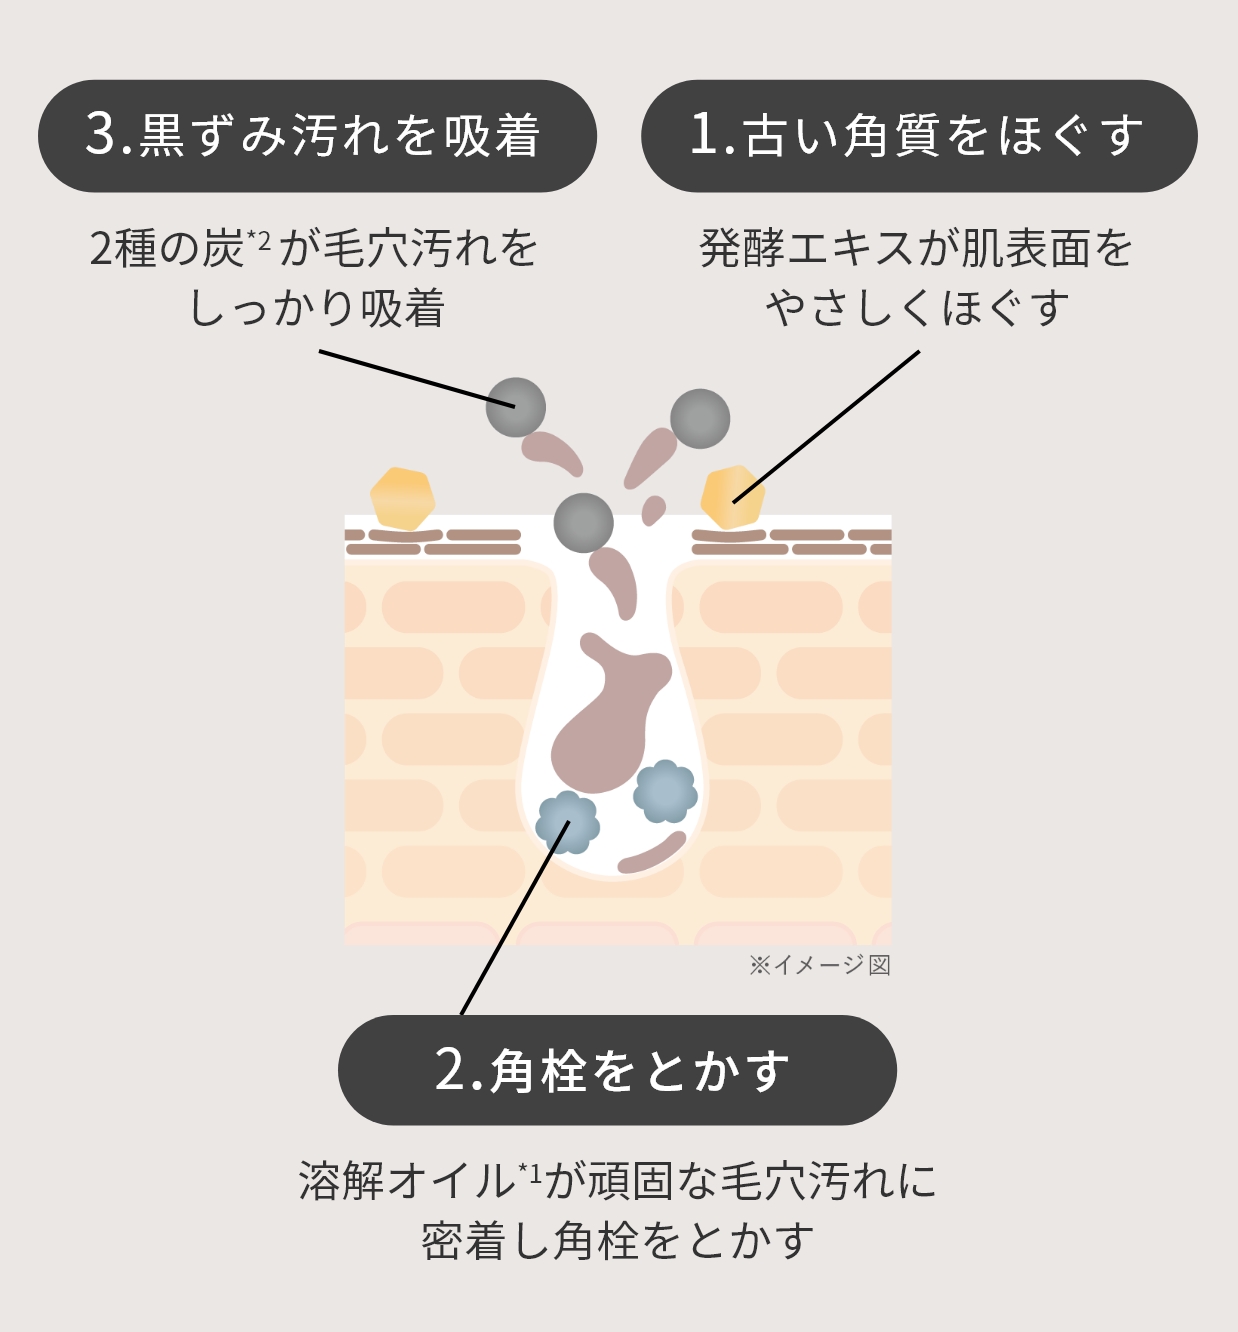 3.黒ずみ汚れを吸着
2種の炭*2が毛穴汚れを
しっかり吸着
1.古い角質をほぐす
発酵エキスが肌表面を
やさしくほぐす
※イメージ図
2.角栓をとかす
溶解オイル*1が頑固な毛穴汚れに
密着し角栓をとかす